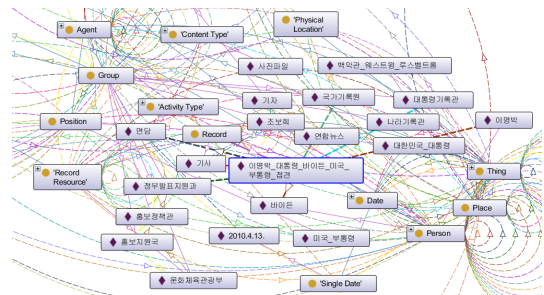 Agent
'Content Type'
'Physical
Location'
Group
사진파일
백악관_웨스트윙_루스벨트룸
'Activity Type'
기자
국가기록원
대통령기록관
Position
면담
Record
조보희
연합뉴스
나라기록관
이명박
대한민국_대통령
'Record
Resource'
기사
이명박_대통령_바이든_미국_
부통령_접견
Thing
정부발표지원과
바이든
Date
Place
홍보정책관
홍보지원국
2010.4.13.
미국_부통령
Person
문화체육관광부
'Single Date'